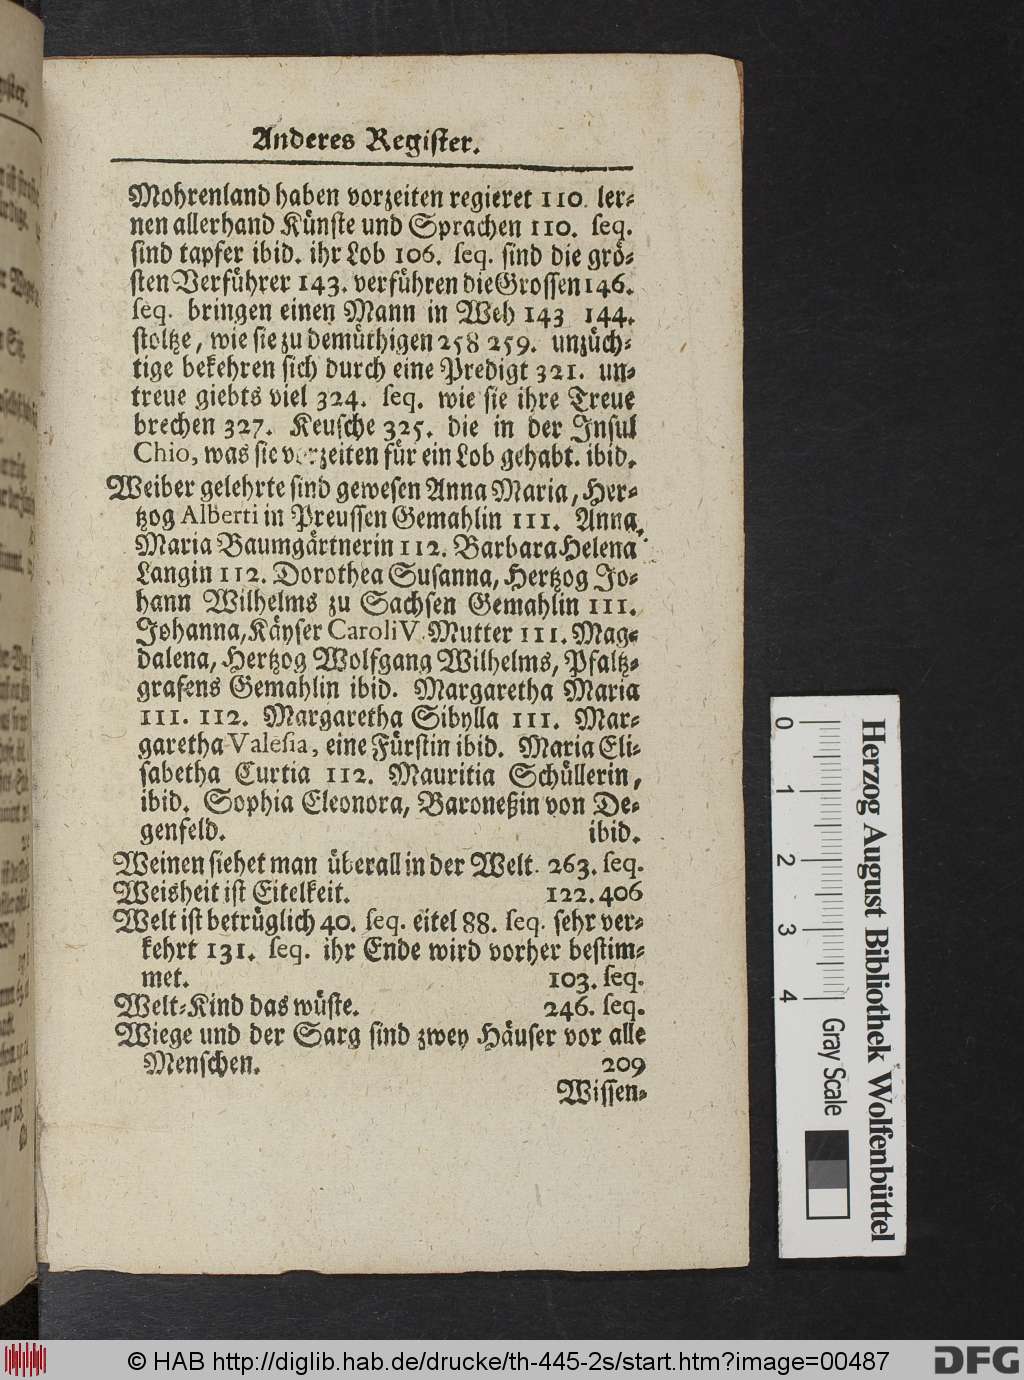 Anderes Register.
Mohrenland haben vorzeiten regieret 110. ler-
nen allerhand Künste und Sprachen 110. seq.
sind tapfer ibid. ihr Lob 106. seq. sind die grö-
sten Verführer 143. verführen die Grossen 146.
seq. bringen einen Mann in Weh 143 144.
stoltze, wie sie zu demüthigen 258 259. unzüch-
tige bekehren sich durch eine Predigt 321. un-
treue giebts viel 324. seq. wie sie ihre Treue
brechen 327. Keusche 325. die in der Insul
Chio, was sie vorzeiten für ein Lob gehabt. ibid.
Weiber gelehrte sind gewesen Anna Maria, Her-
tzog Alberti in Preussen Gemahlin 111. Anna
Maria Baumgärtnerin 112. Barbara Helena
Langin 112. Dorothea Susanna, Hertzog Jo-
hann Wilhelms zu Sachsen Gemahlin 111.
Johanna, Käyser Caroli V. Mutter 111. Mag-
dalena, Hertzog Wolfgang Wilhelms, Pfaltz-
grafens Gemahlin ibid. Margaretha Maria
111. 112. Margaretha Sibylla 111. Mar-
garetha Valesia, eine Fürstin ibid. Maria Eli-
sabetha Curtia 112. Mauritia Schüllerin,
ibid. Sophia Eleonora, Baroneßin von De-
genfeld. ibid.
Weinen siehet man überall in der Welt. 263. seq.
Weisheit ist Eitelkeit. 122. 406
Welt ist betrüglich 40. seq. eitel 88. seq. sehr ver-
kehrt 131. seq. ihr Ende wird vorher bestim-
met. 103. seq.
Welt-Kind das wüste. 246. seq.
Wiege und der Sarg sind zwey Häuser vor alle
Menschen. 209
Wissen-
0 1 2 3 4
Gray Scale
Herzog August Bibliothek Wolfenbüttel
© HAB http://diglib.hab.de/drucke/th-445-2s/start.htm?image=00487
DFG